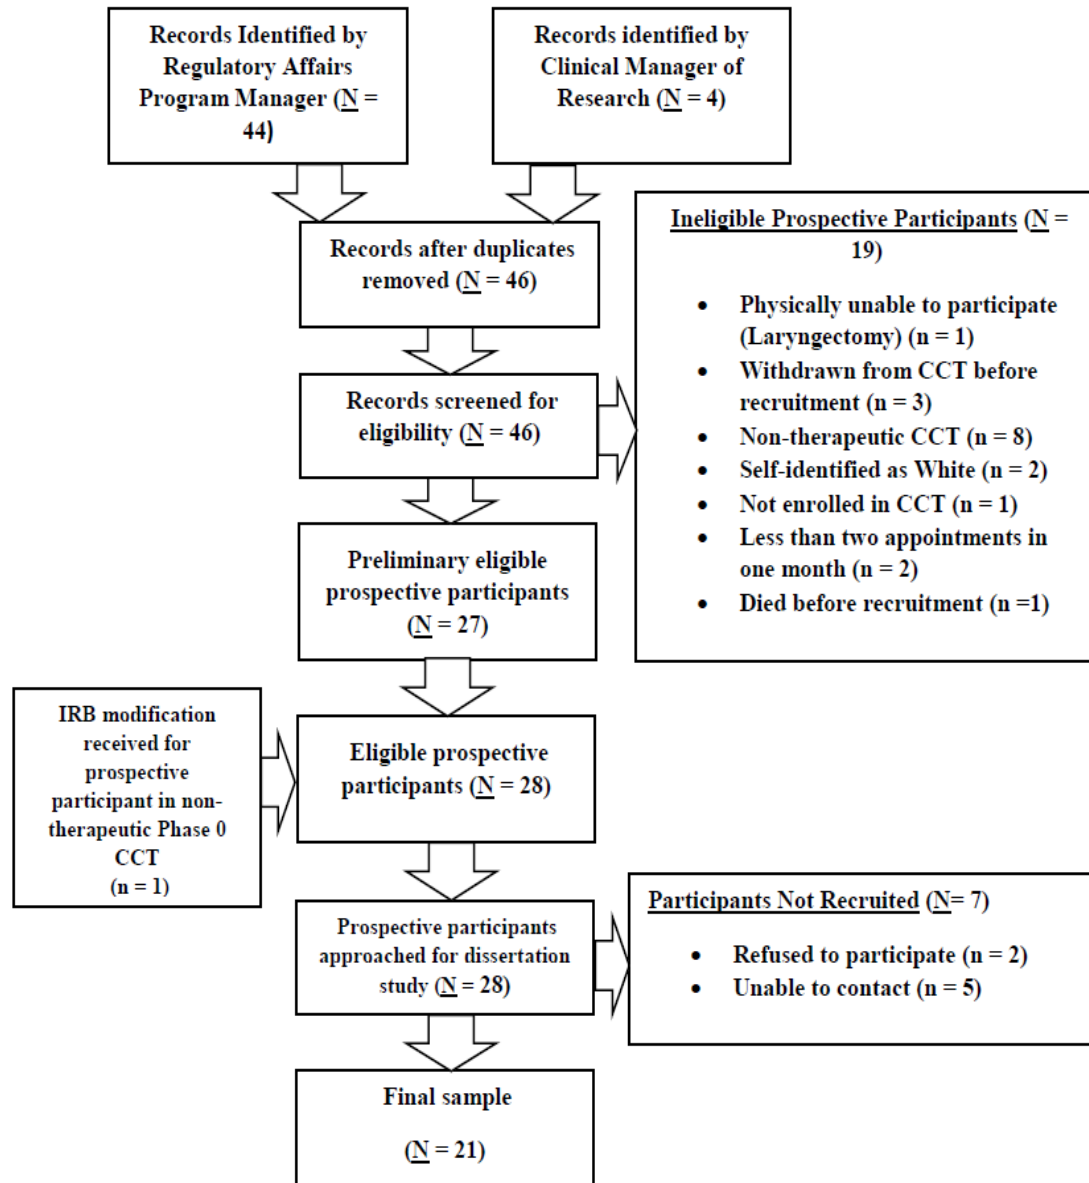 Records Identified by
Regulatory Affairs
Program Manager (N =
44)
Records identified by
Clinical Manager of
Research (N = 4)
Records after duplicates
removed (N = 46)
Records screened for
eligibility (N = 46)
Ineligible Prospective Participants (N =
19)
• Physically unable to participate
(Laryngectomy) (n = 1)
• Withdrawn from CCT before
recruitment (n = 3)
• Non-therapeutic CCT (n = 8)
• Self-identified as White (n = 2)
• Not enrolled in CCT (n = 1)
• Less than two appointments in
one month (n = 2)
• Died before recruitment (n =1)
Preliminary eligible
prospective participants
(N = 27)
IRB modification
received for
prospective
participant in non-
therapeutic Phase 0
CCT
(n = 1)
Eligible prospective
participants (N = 28)
Prospective participants
approached for dissertation
study (N = 28)
Participants Not Recruited (N= 7)
• Refused to participate (n = 2)
• Unable to contact (n = 5)
Final sample
(N = 21)